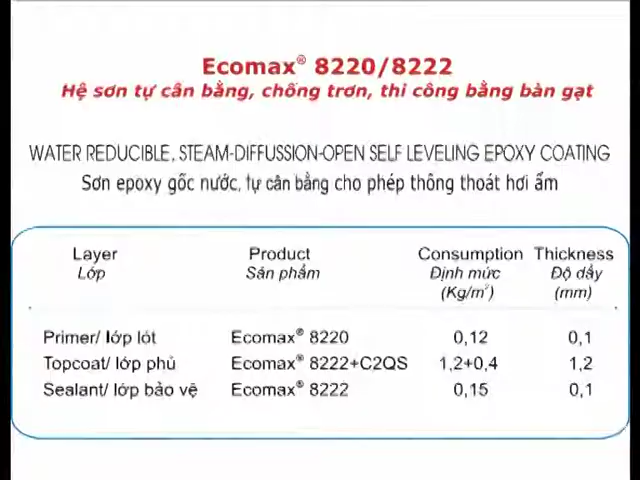 Ecomax® 8220/8222
Hệ sơn tự cân bằng, chống trơn, thi công bằng bàn gạt
WATER REDUCIBLE, STEAM-DIFFUSSION-OPEN SELF LEVELING EPOXY COATING
Sơn epoxy gốc nước, tự cân bằng cho phép thông thoát hơi ẩm
Layer Product Consumption Thickness
Lớp Sản phẩm Định mức Độ dầy
(Kg/m²) (mm)
Primer/ lớp lót Ecomax® 8220 0,12 0,1
Topcoat/ lớp phủ Ecomax® 8222+C2QS 1,2+0,4 1,2
Sealant/ lớp bảo vệ Ecomax® 8222 0,15 0,1